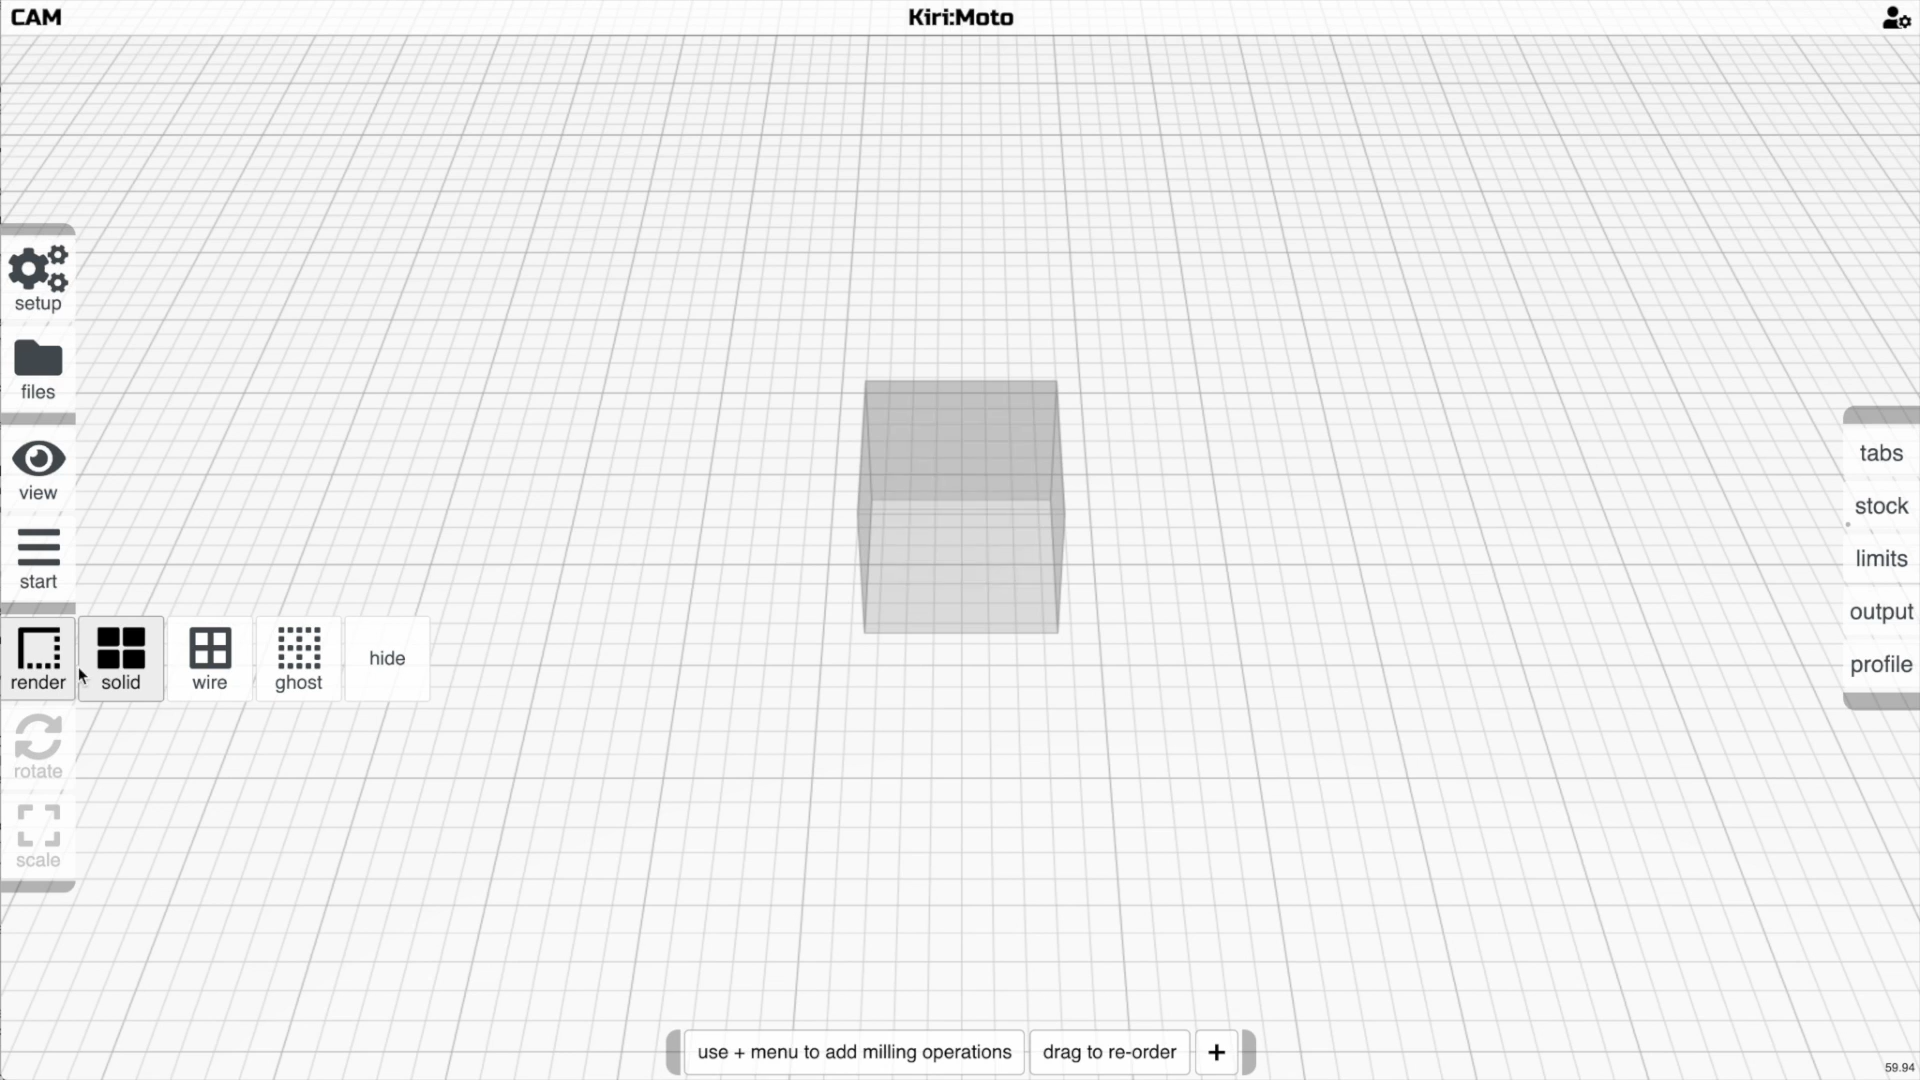 CAM
Kiri:Moto
setup
files
view
start
render
solid
wire
ghost
hide
rotate
scale
tabs
stock
limits
output
profile
use + menu to add milling operations
drag to re-order
+
59.94